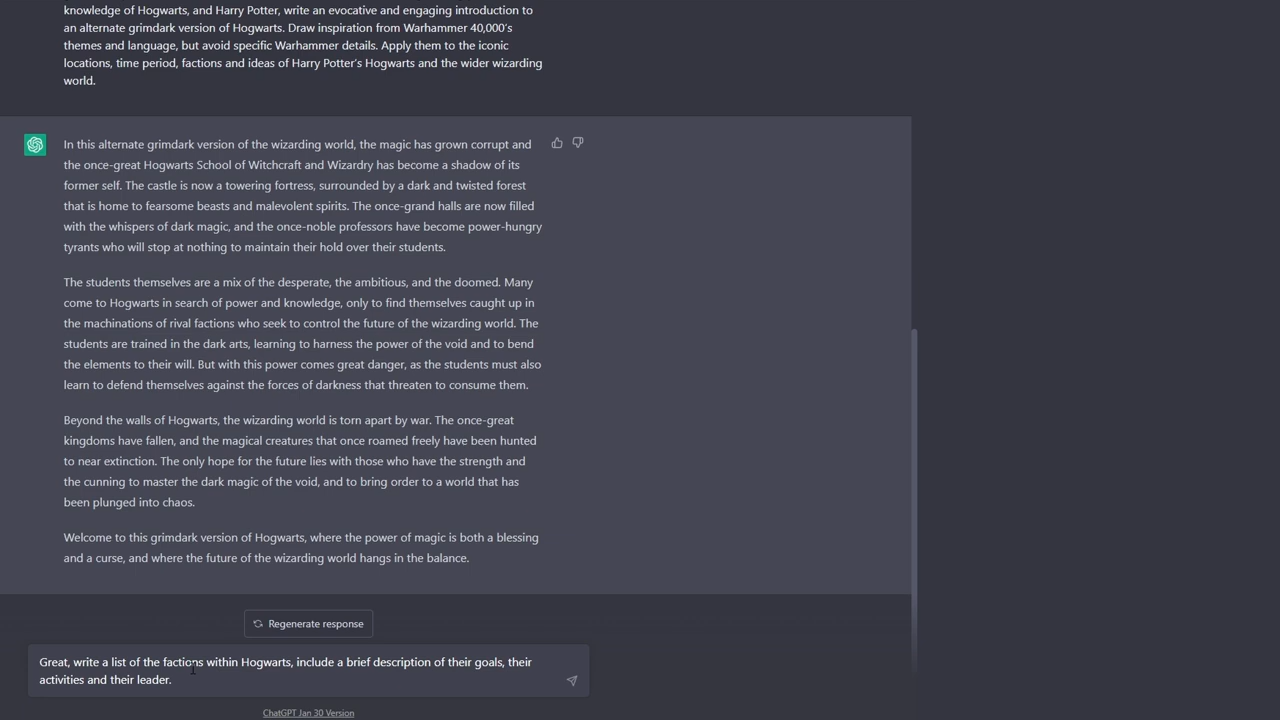 knowledge of Hogwarts, and Harry Potter, write an evocative and engaging introduction to
an alternate grimdark version of Hogwarts. Draw inspiration from Warhammer 40,000's
themes and language, but avoid specific Warhammer details. Apply them to the iconic
locations, time period, factions and ideas of Harry Potter's Hogwarts and the wider wizarding
world.
In this alternate grimdark version of the wizarding world, the magic has grown corrupt and
the once-great Hogwarts School of Witchcraft and Wizardry has become a shadow of its
former self. The castle is now a towering fortress, surrounded by a dark and twisted forest
that is home to fearsome beasts and malevolent spirits. The once-grand halls are now filled
with the whispers of dark magic, and the once-noble professors have become power-hungry
tyrants who will stop at nothing to maintain their hold over their students.
The students themselves are a mix of the desperate, the ambitious, and the doomed. Many
come to Hogwarts in search of power and knowledge, only to find themselves caught up in
the machinations of rival factions who seek to control the future of the wizarding world. The
students are trained in the dark arts, learning to harness the power of the void and to bend
the elements to their will. But with this power comes great danger, as the students must also
learn to defend themselves against the forces of darkness that threaten to consume them.
Beyond the walls of Hogwarts, the wizarding world is torn apart by war. The once-great
kingdoms have fallen, and the magical creatures that once roamed freely have been hunted
to near extinction. The only hope for the future lies with those who have the strength and
the cunning to master the dark magic of the void, and to bring order to a world that has
been plunged into chaos.
Welcome to this grimdark version of Hogwarts, where the power of magic is both a blessing
and a curse, and where the future of the wizarding world hangs in the balance.
Regenerate response
Great, write a list of the factions within Hogwarts, include a brief description of their goals, their
activities and their leader.
ChatGPT Jan 30 Version